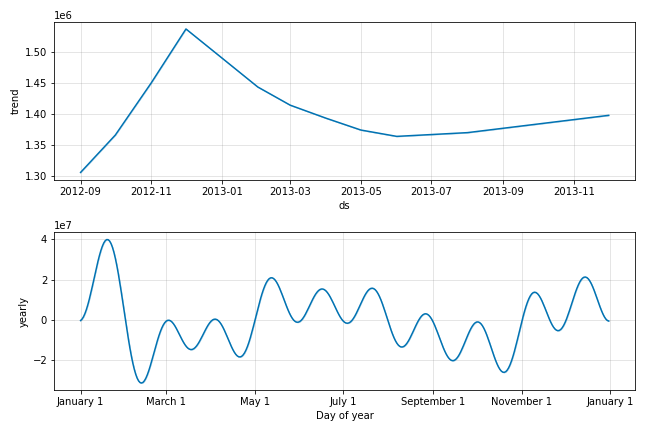 1e6
1.50
1.45
1.40
1.35
1.30
trend
2012-09 2012-11 2013-01 2013-03 2013-05 2013-07 2013-09 2013-11
ds
1e7
4
2
0
−2
yearly
January 1 March 1 May 1 July 1 September 1 November 1 January 1
Day of year